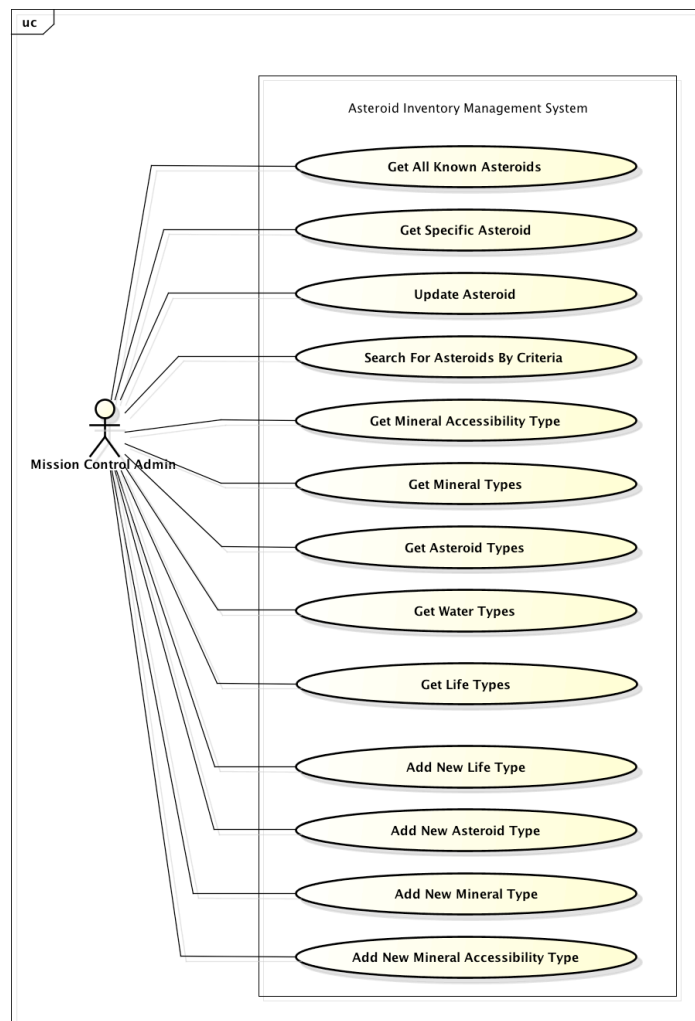 uc
Asteroid Inventory Management System
Get All Known Asteroids
Get Specific Asteroid
Update Asteroid
Search For Asteroids By Criteria
Get Mineral Accessibility Type
Mission Control Admin
Get Mineral Types
Get Asteroid Types
Get Water Types
Get Life Types
Add New Life Type
Add New Asteroid Type
Add New Mineral Type
Add New Mineral Accessibility Type